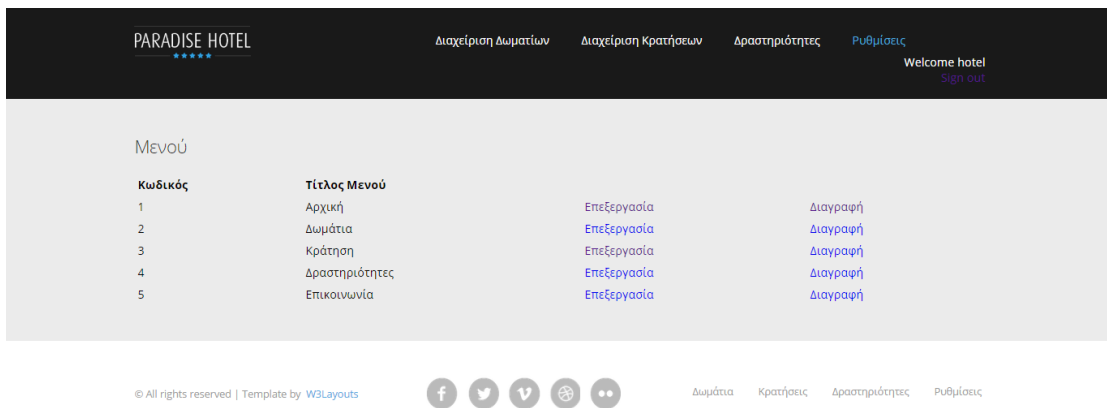 PARADISE HOTEL
Διαχείριση Δωματίων Διαχείριση Κρατήσεων Δραστηριότητες Ρυθμίσεις
Welcome hotel
Sign out
Μενού
Κωδικός Τίτλος Μενού
1 Αρχική Επεξεργασία Διαγραφή
2 Δωμάτια Επεξεργασία Διαγραφή
3 Κράτηση Επεξεργασία Διαγραφή
4 Δραστηριότητες Επεξεργασία Διαγραφή
5 Επικοινωνία Επεξεργασία Διαγραφή
© All rights reserved | Template by W3Layouts Δωμάτια Κρατήσεις Δραστηριότητες Ρυθμίσεις